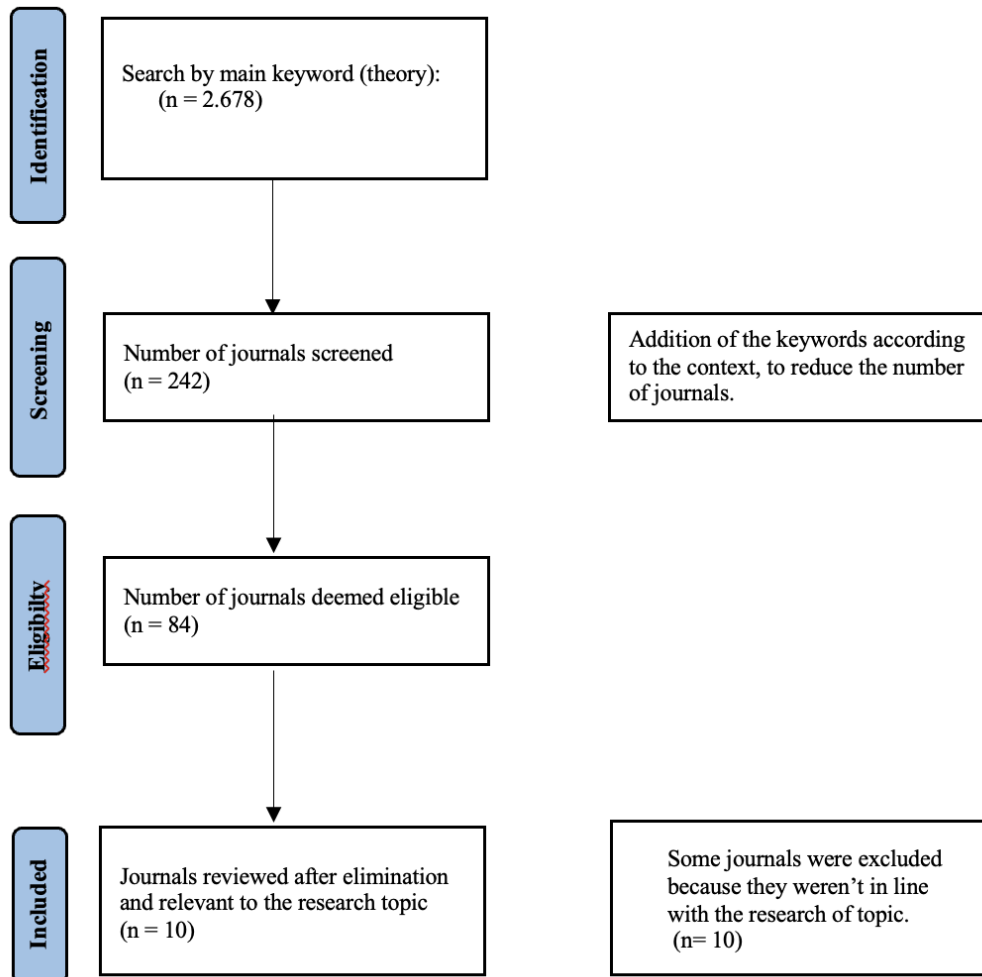 Identification
Search by main keyword (theory):
(n = 2.678)
Screening
Number of journals screened
(n = 242)
Addition of the keywords according
to the context, to reduce the number
of journals.
Eligibilty
Number of journals deemed eligible
(n = 84)
Included
Journals reviewed after elimination
and relevant to the research topic
(n = 10)
Some journals were excluded
because they weren’t in line
with the research of topic.
(n= 10)